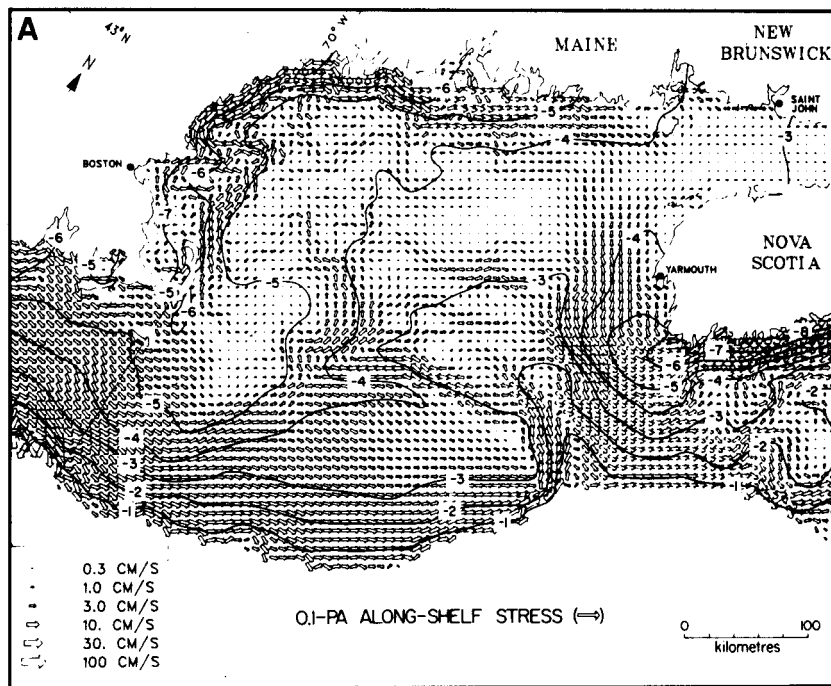 A
43°N
70°W
N
MAINE
NEW
BRUNSWICK
SAINT
JOHN
BOSTON
NOVA
SCOTIA
YARMOUTH
-6
-5
-4
-3
-6
-7
-4
-6
-5
-5
-5
-3
-6
-8
-7
-6
-5
-4
-4
-3
-2
-5
-4
-3
-3
-2
-2
-2
-1
-1
-1
0.3 CM/S
1.0 CM/S
3.0 CM/S
10. CM/S
30. CM/S
100 CM/S
0.1-PA ALONG-SHELF STRESS (⇒)
0 100
kilometres